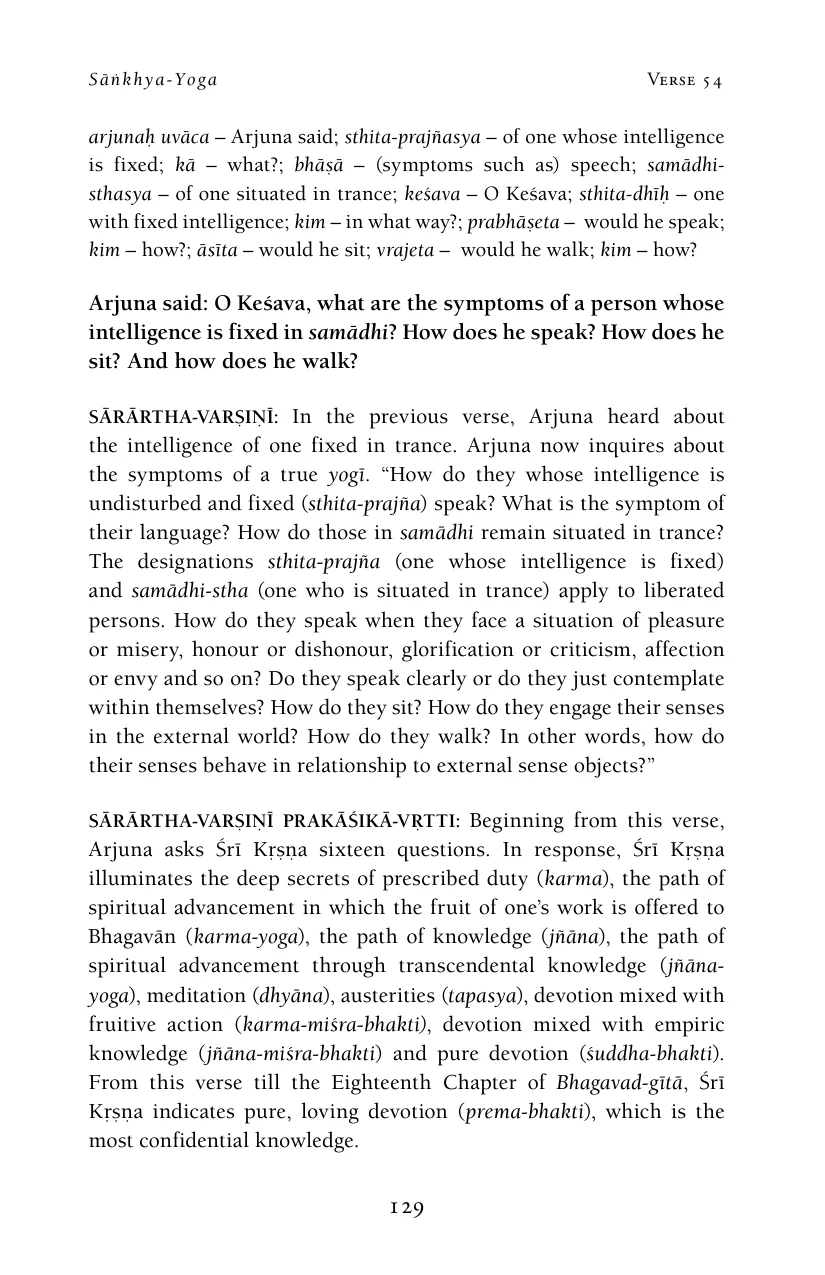 Sāṅkhya-Yoga Verse 54
arjunaḥ uvāca – Arjuna said; sthita-prajñasya – of one whose intelligence
is fixed; kā – what?; bhāṣā – (symptoms such as) speech; samādhi-
sthasya – of one situated in trance; keśava – O Keśava; sthita-dhīḥ – one
with fixed intelligence; kim – in what way?; prabhāṣeta – would he speak;
kim – how?; āsīta – would he sit; vrajeta – would he walk; kim – how?
Arjuna said: O Keśava, what are the symptoms of a person whose
intelligence is fixed in samādhi? How does he speak? How does he
sit? And how does he walk?
SĀRĀRTHA-VARṢIṆĪ: In the previous verse, Arjuna heard about
the intelligence of one fixed in trance. Arjuna now inquires about
the symptoms of a true yogī. “How do they whose intelligence is
undisturbed and fixed (sthita-prajña) speak? What is the symptom of
their language? How do those in samādhi remain situated in trance?
The designations sthita-prajña (one whose intelligence is fixed)
and samādhi-stha (one who is situated in trance) apply to liberated
persons. How do they speak when they face a situation of pleasure
or misery, honour or dishonour, glorification or criticism, affection
or envy and so on? Do they speak clearly or do they just contemplate
within themselves? How do they sit? How do they engage their senses
in the external world? How do they walk? In other words, how do
their senses behave in relationship to external sense objects?”
SĀRĀRTHA-VARṢIṆĪ PRAKĀŚIKĀ-VṚTTI: Beginning from this verse,
Arjuna asks Śrī Kṛṣṇa sixteen questions. In response, Śrī Kṛṣṇa
illuminates the deep secrets of prescribed duty (karma), the path of
spiritual advancement in which the fruit of one’s work is offered to
Bhagavān (karma-yoga), the path of knowledge (jñāna), the path of
spiritual advancement through transcendental knowledge (jñāna-
yoga), meditation (dhyāna), austerities (tapasya), devotion mixed with
fruitive action (karma-miśra-bhakti), devotion mixed with empiric
knowledge (jñāna-miśra-bhakti) and pure devotion (śuddha-bhakti).
From this verse till the Eighteenth Chapter of Bhagavad-gītā, Śrī
Kṛṣṇa indicates pure, loving devotion (prema-bhakti), which is the
most confidential knowledge.
129